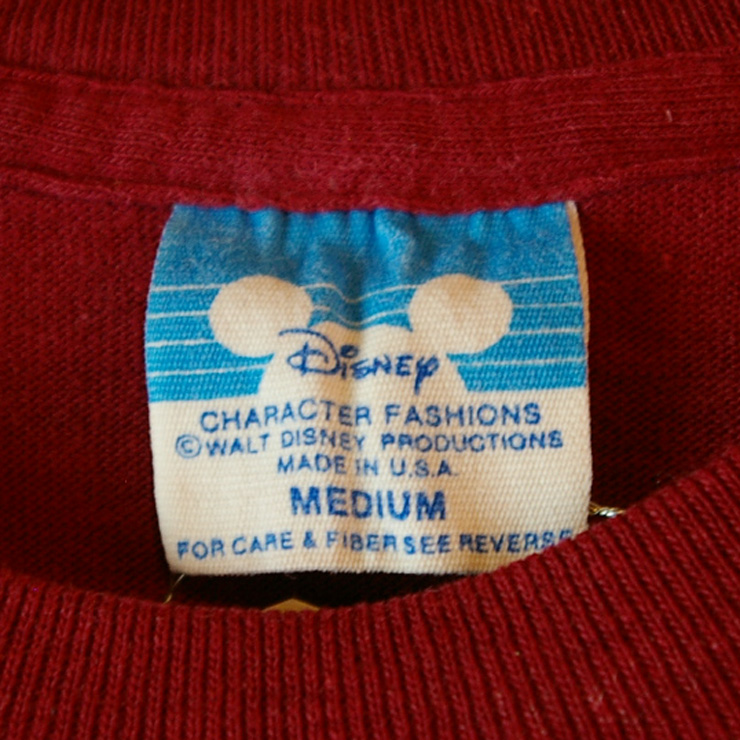 Disney
CHARACTER FASHIONS
©WALT DISNEY PRODUCTIONS
MADE IN U.S.A.
MEDIUM
FOR CARE & FIBER SEE REVERSE